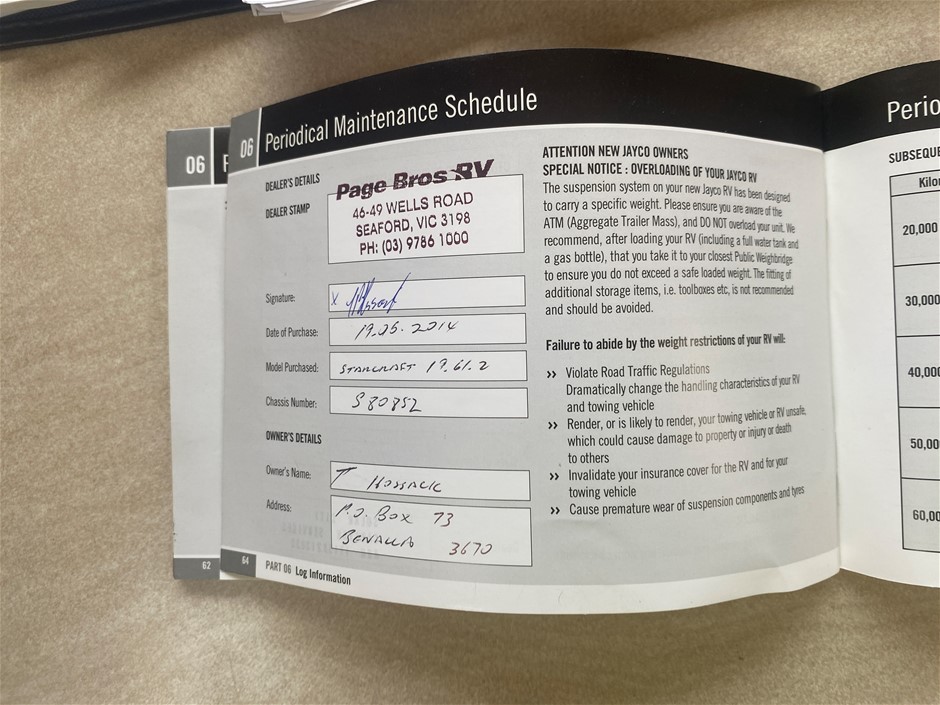 06
06 Periodical Maintenance Schedule
DEALER'S DETAILS
DEALER STAMP
Page Bros RV
46-49 WELLS ROAD
SEAFORD, VIC 3198
PH: (03) 9786 1000
Signature: x
Date of Purchase: 19.05.2014
Model Purchased: STARCRAFT 19.61.2
Chassis Number: S80852
OWNER'S DETAILS
Owner's Name: T HOSSACK
Address: P.O. BOX 73
BENALLA 3670
64 PART 06 Log Information
62
ATTENTION NEW JAYCO OWNERS
SPECIAL NOTICE : OVERLOADING OF YOUR JAYCO RV
The suspension system on your new Jayco RV has been designed
to carry a specific weight. Please ensure you are aware of the
ATM (Aggregate Trailer Mass), and DO NOT overload your unit. We
recommend, after loading your RV (including a full water tank and
a gas bottle), that you take it to your closest Public Weighbridge
to ensure you do not exceed a safe loaded weight. The fitting of
additional storage items, i.e. toolboxes etc, is not recommended
and should be avoided.
Failure to abide by the weight restrictions of your RV will:
›› Violate Road Traffic Regulations
Dramatically change the handling characteristics of your RV
and towing vehicle
›› Render, or is likely to render, your towing vehicle or RV unsafe,
which could cause damage to property or injury or death
to others
›› Invalidate your insurance cover for the RV and for your
towing vehicle
›› Cause premature wear of suspension components and tyres
Perio
SUBSEQUE
Kilo
20,000
30,000
40,000
50,00
60,00